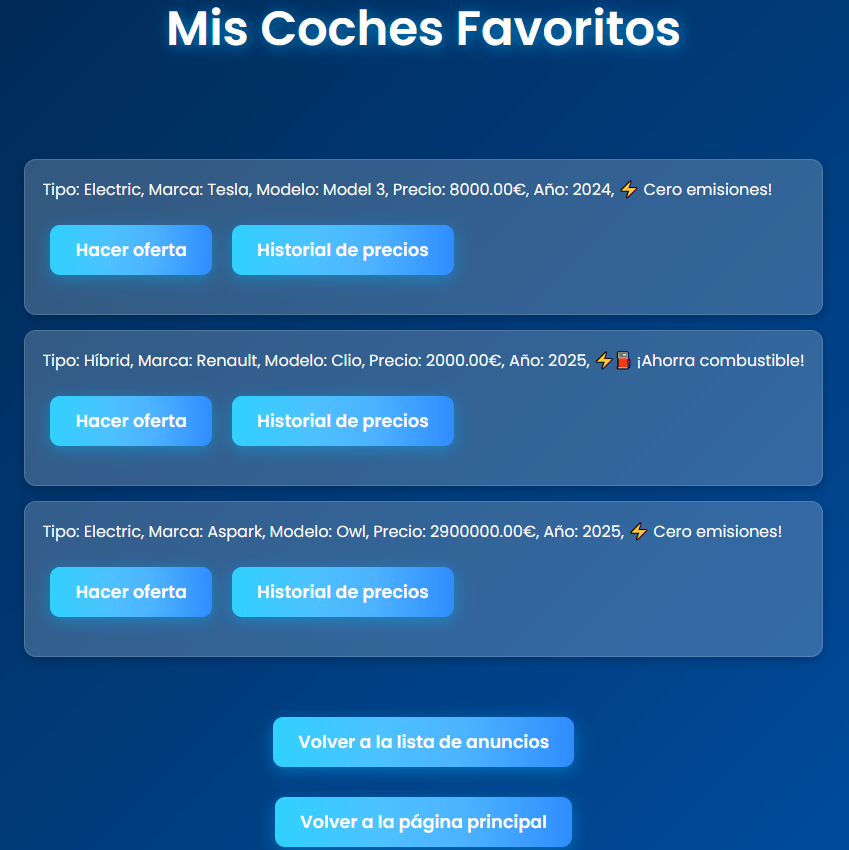 Mis Coches Favoritos
Tipo: Electric, Marca: Tesla, Modelo: Model 3, Precio: 8000.00€, Año: 2024, ⚡ Cero emisiones!
Hacer oferta
Historial de precios
Tipo: Híbrid, Marca: Renault, Modelo: Clio, Precio: 2000.00€, Año: 2025, ⚡⛽ ¡Ahorra combustible!
Hacer oferta
Historial de precios
Tipo: Electric, Marca: Aspark, Modelo: Owl, Precio: 2900000.00€, Año: 2025, ⚡ Cero emisiones!
Hacer oferta
Historial de precios
Volver a la lista de anuncios
Volver a la página principal